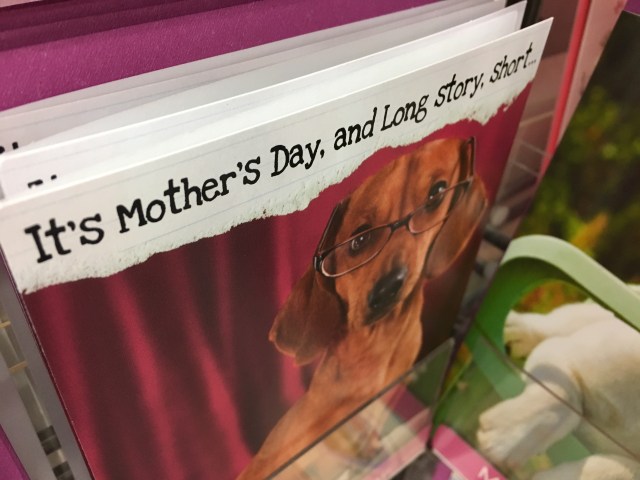 It's Mother's Day, and Long story, short...